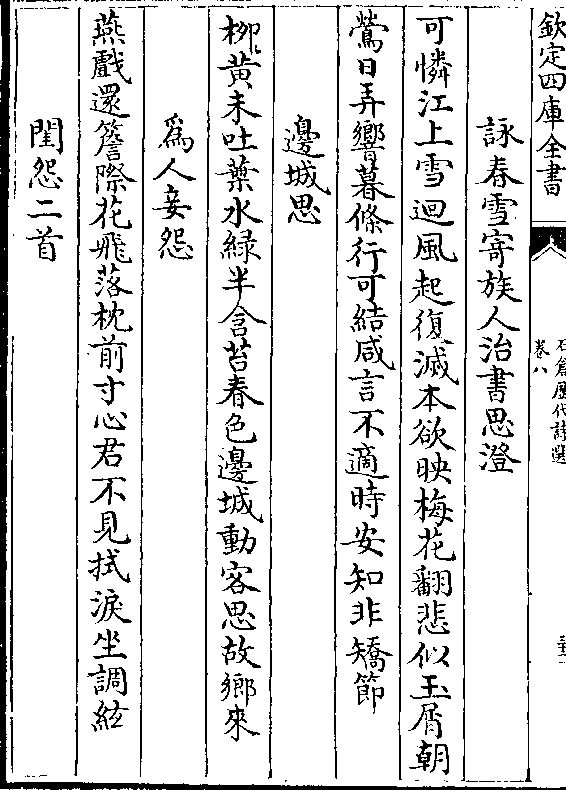 欽定四庫全書
石倉歷代詩選
卷八
詠春雪寄族人治書思澄
可憐江上雪迴風起復滅本欲映梅花翻悲似玉屑朝
鶯日弄響暮條行可結咸言不適時安知非矯節
邊城思
栁黃未吐葉水緑半含苔春色邊城動客思故鄉來
爲人妾怨
燕戲還簷際花飛落枕前寸心君不見拭淚坐調絃
閨怨二首